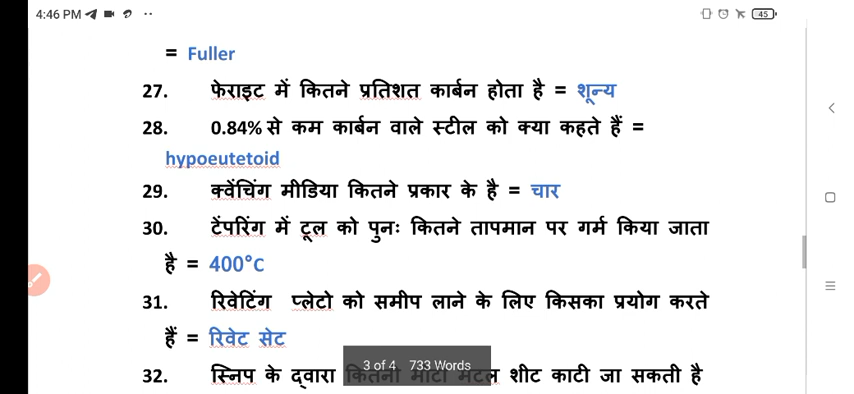 4:46 PM
45
= Fuller
27. फेराइट में कितने प्रतिशत कार्बन होता है = शून्य
28. 0.84% से कम कार्बन वाले स्टील को क्या कहते हैं =
hypoeutetoid
29. क्वेंचिंग मीडिया कितने प्रकार के है = चार
30. टेंपरिंग में टूल को पुनः कितने तापमान पर गर्म किया जाता
है = 400°C
31. रिवेटिंग प्लेटो को समीप लाने के लिए किसका प्रयोग करते
हैं = रिवेट सेट
3 of 4 733 Words
32. स्निप के द्वारा कितनी मोटी मेटल शीट काटी जा सकती है